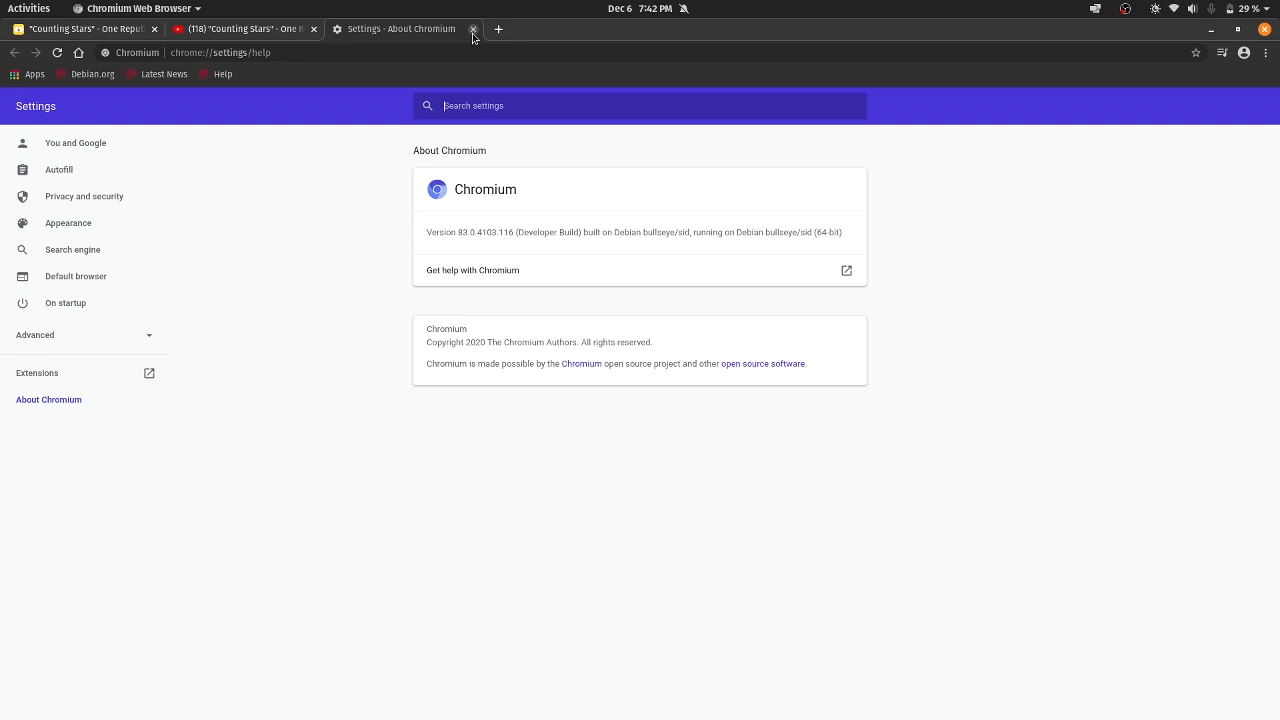 Activities Chromium Web Browser Dec 6 7:42 PM 29 %
"Counting Stars" - One Repub (118) "Counting Stars" - One R Settings - About Chromium
Chromium | chrome://settings/help
Apps Debian.org Latest News Help
Settings Search settings
You and Google
Autofill
Privacy and security
Appearance
Search engine
Default browser
On startup
Advanced
Extensions
About Chromium
About Chromium
Chromium
Version 83.0.4103.116 (Developer Build) built on Debian bullseye/sid, running on Debian bullseye/sid (64-bit)
Get help with Chromium
Chromium
Copyright 2020 The Chromium Authors. All rights reserved.
Chromium is made possible by the Chromium open source project and other open source software.